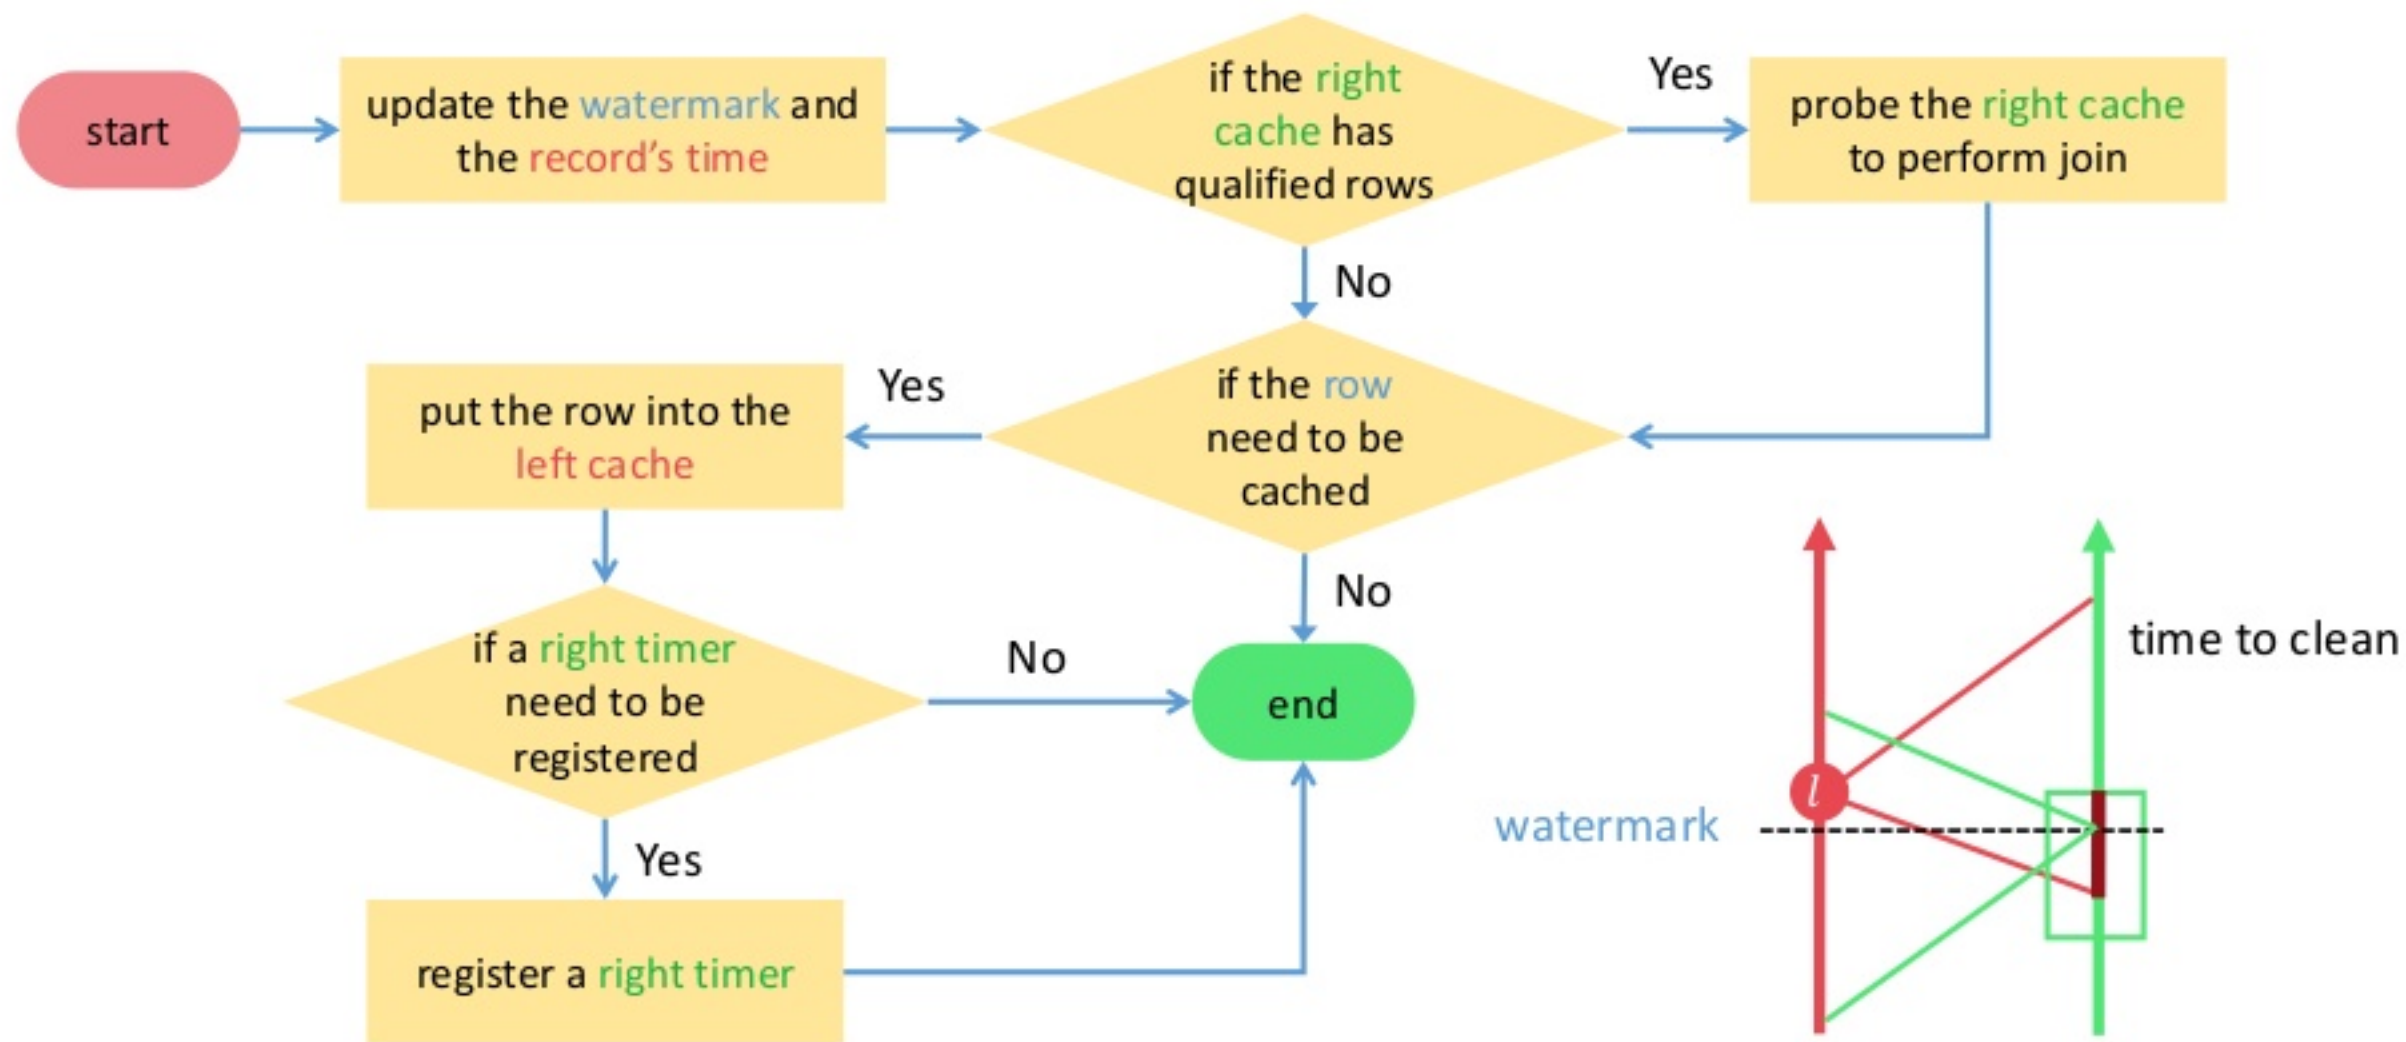 start
update the watermark and
the record's time
if the right
cache has
qualified rows
Yes
probe the right cache
to perform join
No
put the row into the
left cache
Yes
if the row
need to be
cached
No
if a right timer
need to be
registered
No
end
Yes
register a right timer
time to clean
l
watermark